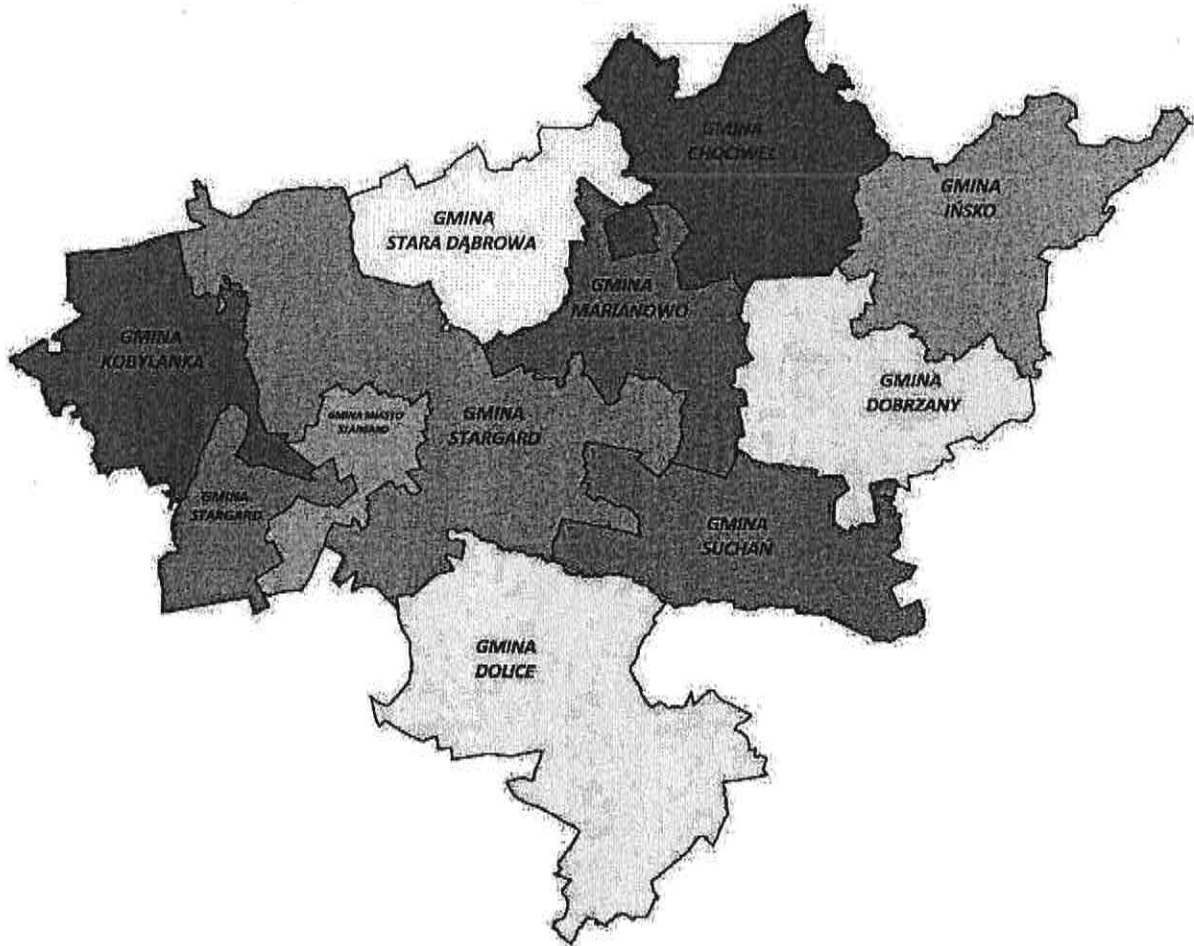 GMINA
CHOCIWEL
GMINA
IŃSKO
GMINA
STARA DĄBROWA
GMINA
MARIANOWO
GMINA
KOBYLANKA
GMINA
DOBRZANY
GMINA MIASTO
STARGARD
GMINA
STARGARD
GMINA
STARGARD
GMINA
SUCHAŃ
GMINA
DOLICE